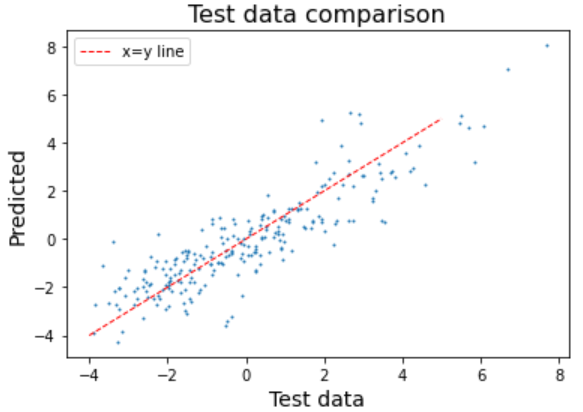 Test data comparison
x=y line
Predicted
8
6
4
2
0
−2
−4
−4 −2 0 2 4 6 8
Test data